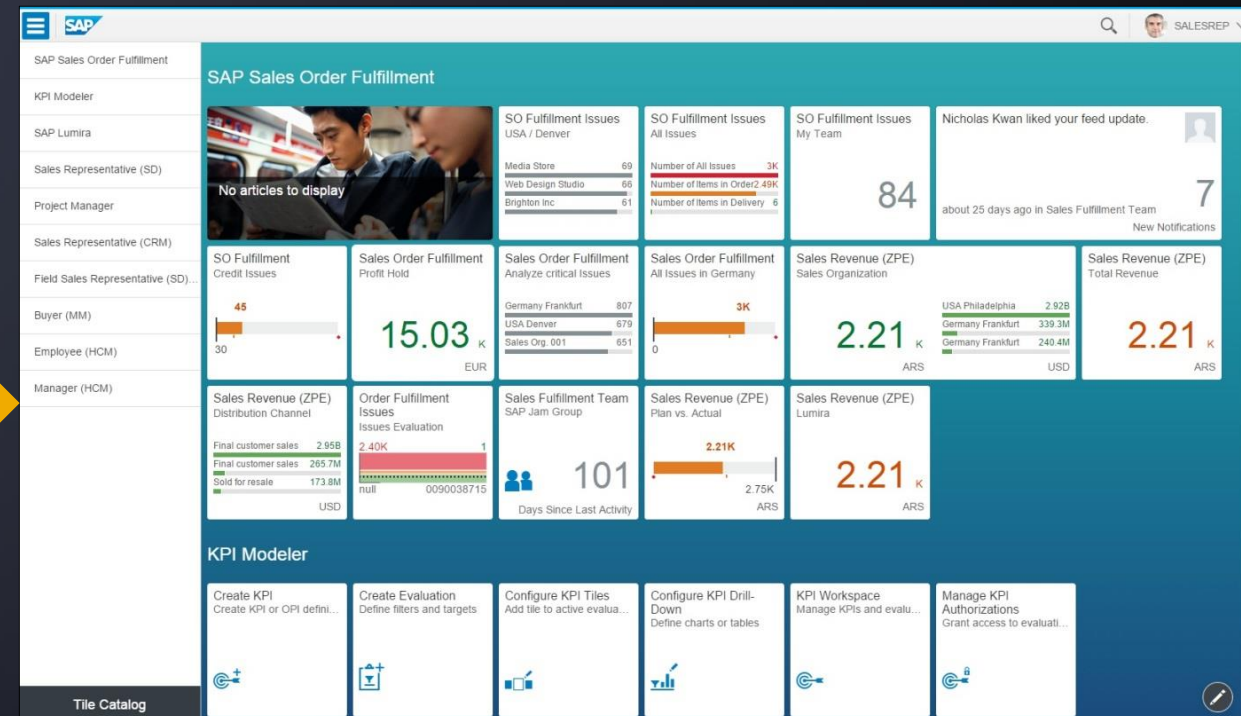 SAP
SALESREP
SAP Sales Order Fulfillment
KPI Modeler
SAP Lumira
Sales Representative (SD)
Project Manager
Sales Representative (CRM)
Field Sales Representative (SD)...
Buyer (MM)
Employee (HCM)
Manager (HCM)
Tile Catalog
SAP Sales Order Fulfillment
No articles to display
SO Fulfillment Issues
USA / Denver
Media Store 69
Web Design Studio 66
Brighton Inc 61
SO Fulfillment Issues
All Issues
Number of All Issues 3K
Number of Items in Order 2.49K
Number of Items in Delivery 6
SO Fulfillment Issues
My Team
84
Nicholas Kwan liked your feed update.
7
about 25 days ago in Sales Fulfillment Team
New Notifications
SO Fulfillment
Credit Issues
45
30
Sales Order Fulfillment
Profit Hold
15.03 K
EUR
Sales Order Fulfillment
Analyze critical Issues
Germany Frankfurt 807
USA Denver 679
Sales Org. 001 651
Sales Order Fulfillment
All Issues in Germany
3K
0
Sales Revenue (ZPE)
Sales Organization
2.21 K
ARS
USA Philadelphia 2.92B
Germany Frankfurt 339.3M
Germany Frankfurt 240.4M
USD
Sales Revenue (ZPE)
Total Revenue
2.21 K
ARS
Sales Revenue (ZPE)
Distribution Channel
Final customer sales 2.95B
Final customer sales 265.7M
Sold for resale 173.8M
USD
Order Fulfillment
Issues
Issues Evaluation
2.40K 1
null 0090038715
Sales Fulfillment Team
SAP Jam Group
101
Days Since Last Activity
Sales Revenue (ZPE)
Plan vs. Actual
2.21K
2.75K
ARS
Sales Revenue (ZPE)
Lumira
2.21 K
ARS
KPI Modeler
Create KPI
Create KPI or OPI defini...
Create Evaluation
Define filters and targets
Configure KPI Tiles
Add tile to active evalua...
Configure KPI Drill-
Down
Define charts or tables
KPI Workspace
Manage KPIs and evalu...
Manage KPI
Authorizations
Grant access to evaluati...